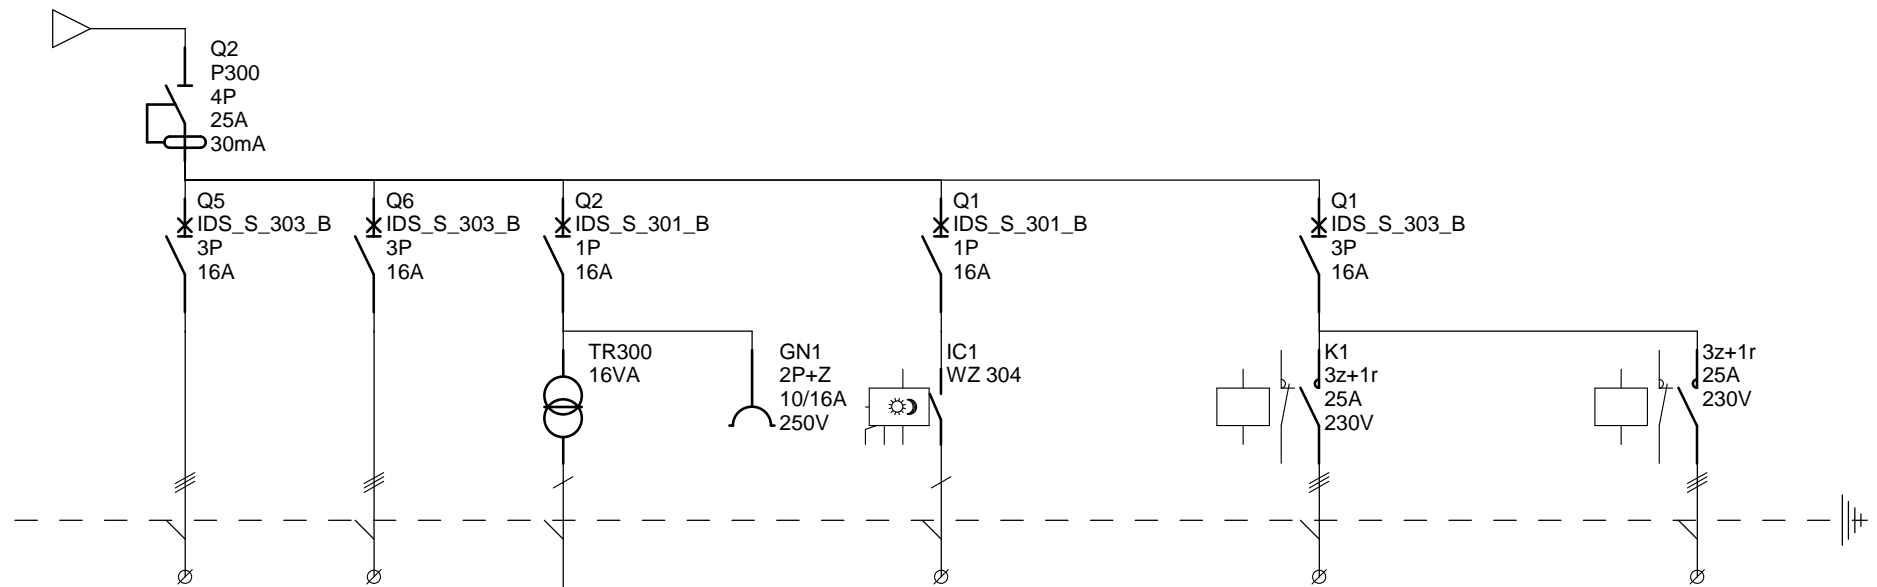 Q2
P300
4P
25A
30mA
Q5
IDS_S_303_B
3P
16A
Q6
IDS_S_303_B
3P
16A
Q2
IDS_S_301_B
1P
16A
Q1
IDS_S_301_B
1P
16A
Q1
IDS_S_303_B
3P
16A
TR300
16VA
GN1
2P+Z
10/16A
250V
IC1
WZ 304
K1
3z+1r
25A
230V
3z+1r
25A
230V